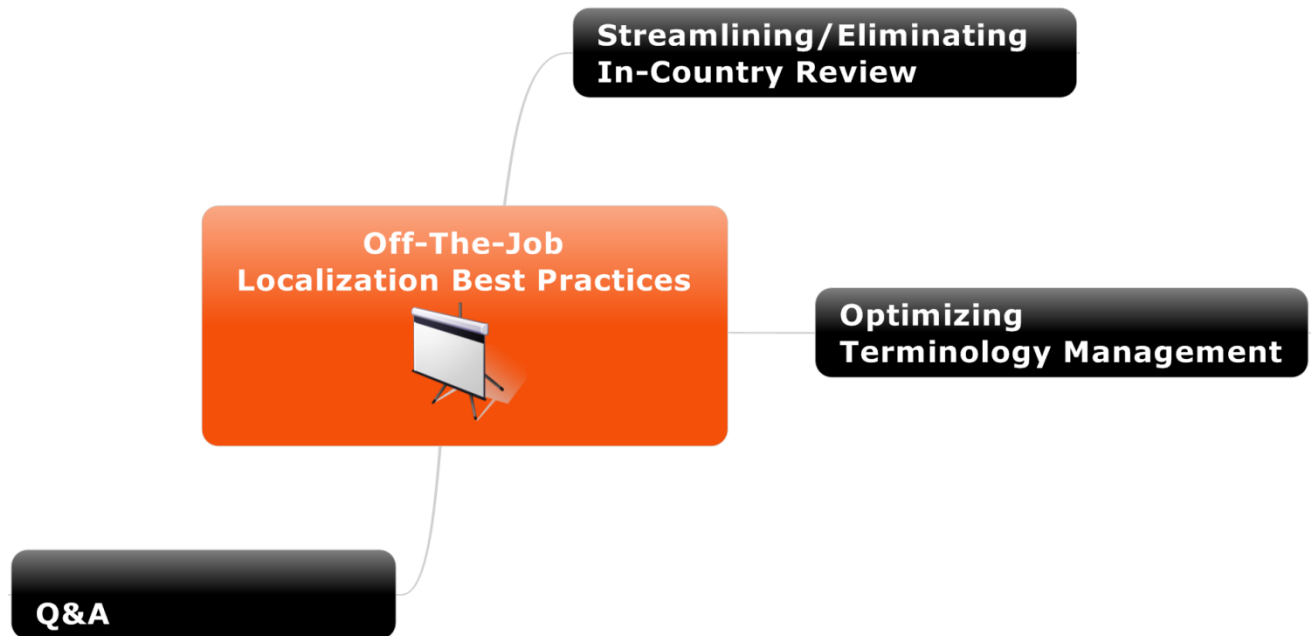 Streamlining/Eliminating
In-Country Review
Off-The-Job
Localization Best Practices
Optimizing
Terminology Management
Q&A